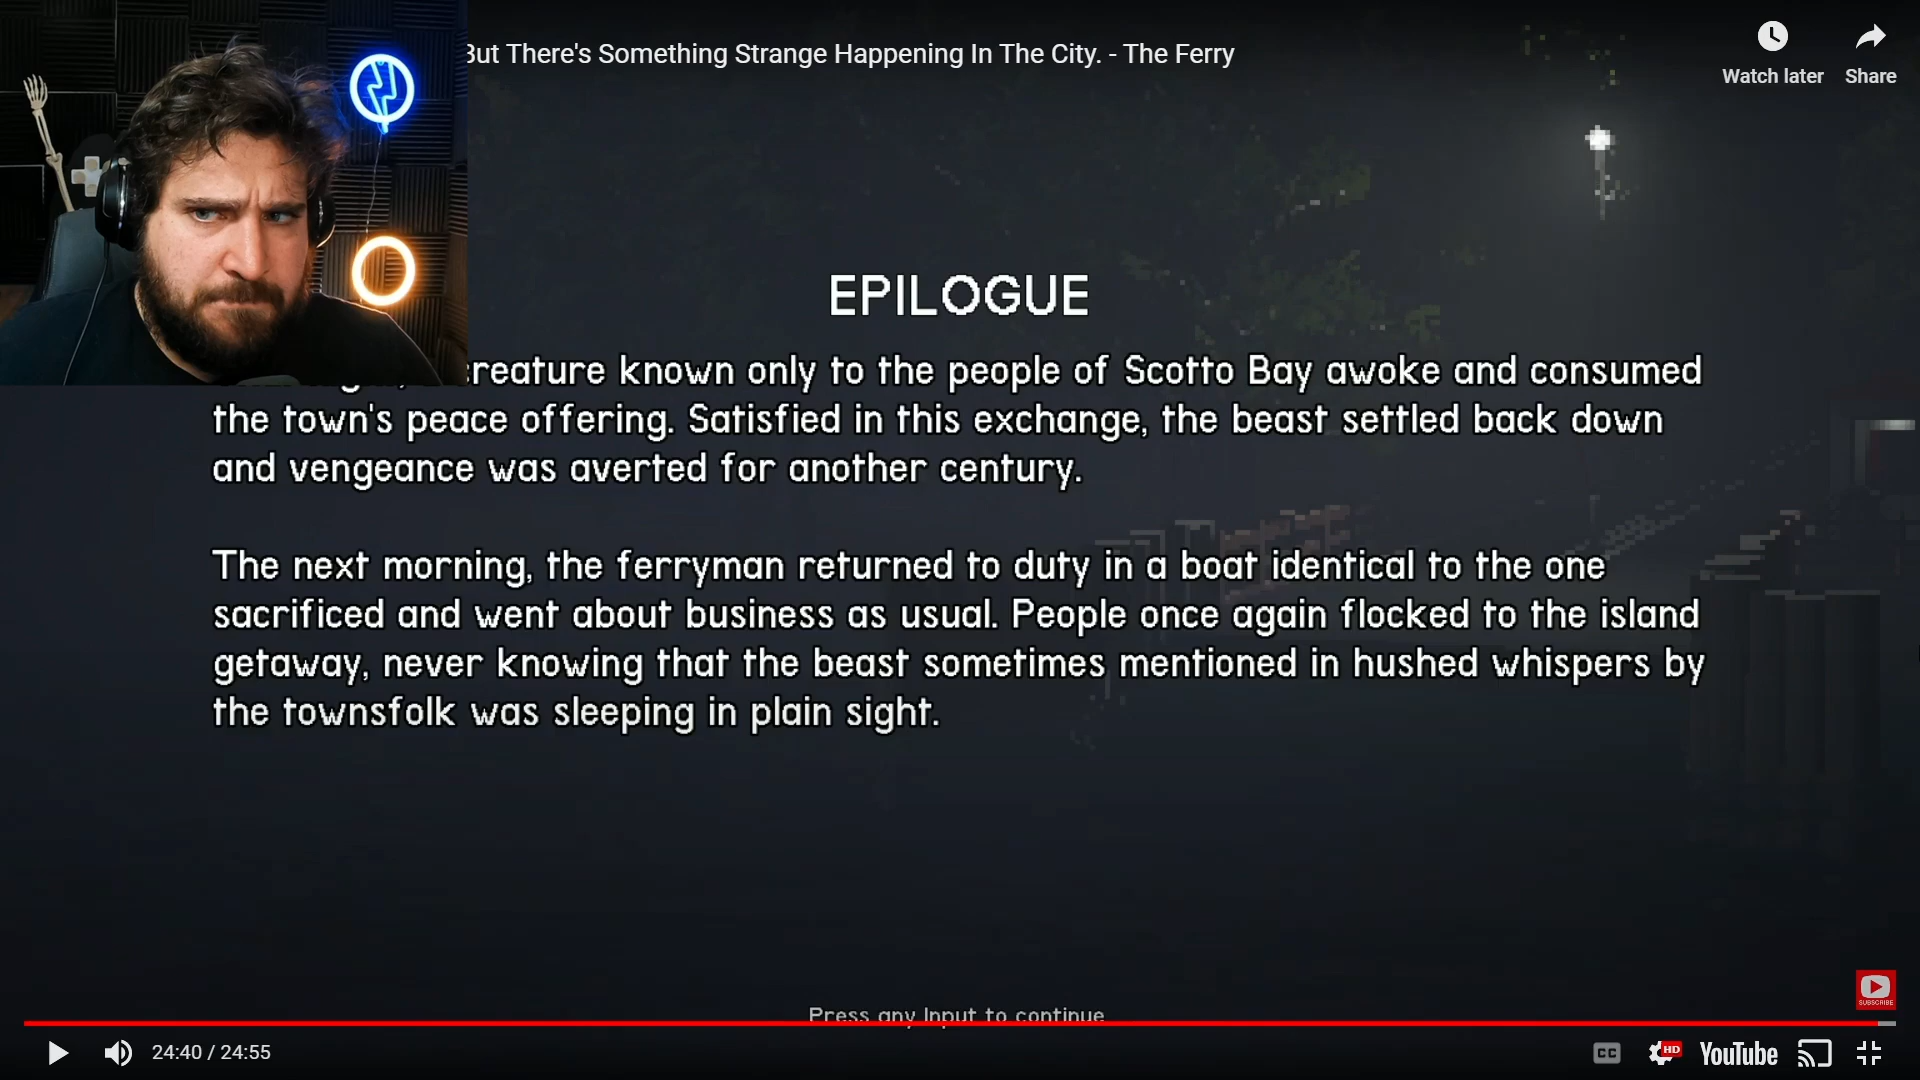 But There's Something Strange Happening In The City. - The Ferry
Watch later
Share
EPILOGUE
creature known only to the people of Scotto Bay awoke and consumed
the town's peace offering. Satisfied in this exchange, the beast settled back down
and vengeance was averted for another century.
The next morning, the ferryman returned to duty in a boat identical to the one
sacrificed and went about business as usual. People once again flocked to the island
getaway, never knowing that the beast sometimes mentioned in hushed whispers by
the townsfolk was sleeping in plain sight.
SUBSCRIBE
Press any Input to continue
24:40 / 24:55
CC
HD
YouTube